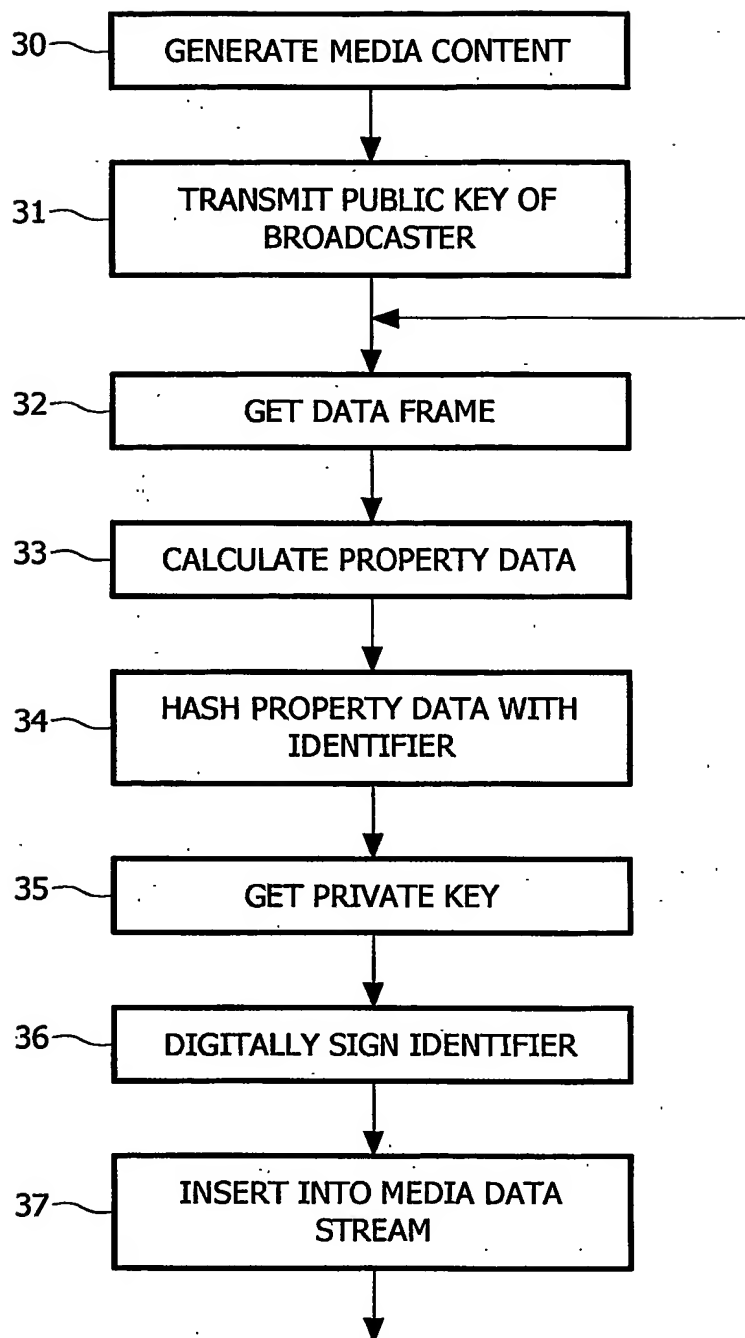 30
GENERATE MEDIA CONTENT
31
TRANSMIT PUBLIC KEY OF
BROADCASTER
32
GET DATA FRAME
33
CALCULATE PROPERTY DATA
34
HASH PROPERTY DATA WITH
IDENTIFIER
35
GET PRIVATE KEY
36
DIGITALLY SIGN IDENTIFIER
37
INSERT INTO MEDIA DATA
STREAM